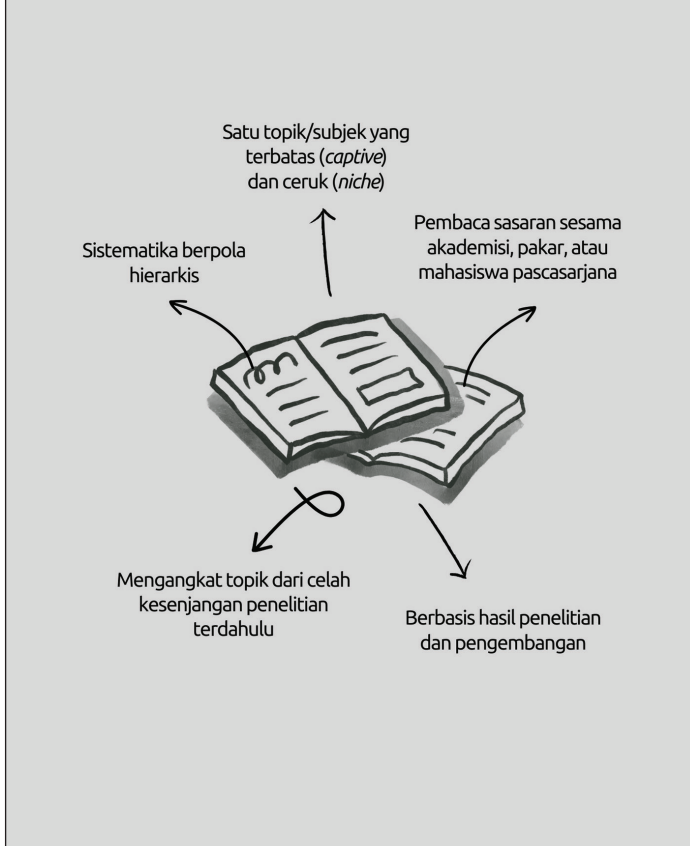 Satu topik/subjek yang
terbatas (captive)
dan ceruk (niche)
Sistematika berpola
hierarkis
Pembaca sasaran sesama
akademisi, pakar, atau
mahasiswa pascasarjana
Mengangkat topik dari celah
kesenjangan penelitian
terdahulu
Berbasis hasil penelitian
dan pengembangan